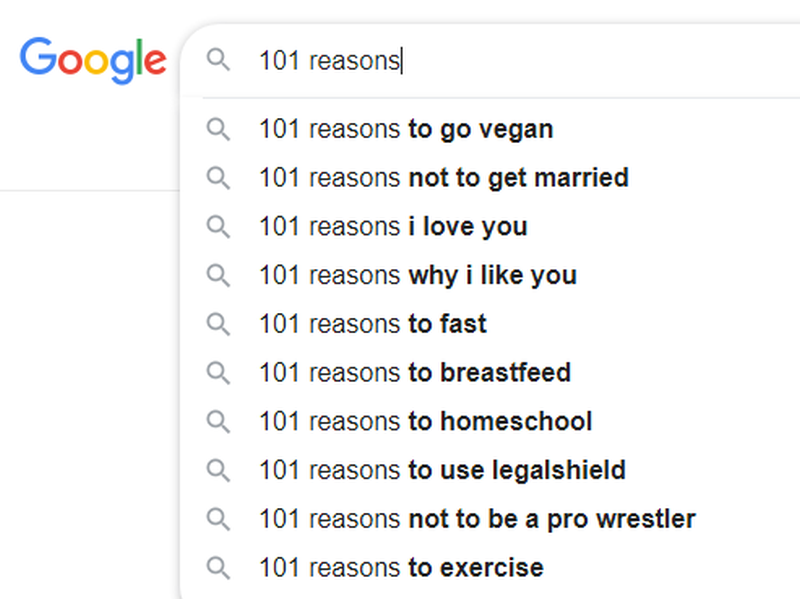 Google
101 reasons
101 reasons to go vegan
101 reasons not to get married
101 reasons i love you
101 reasons why i like you
101 reasons to fast
101 reasons to breastfeed
101 reasons to homeschool
101 reasons to use legalshield
101 reasons not to be a pro wrestler
101 reasons to exercise